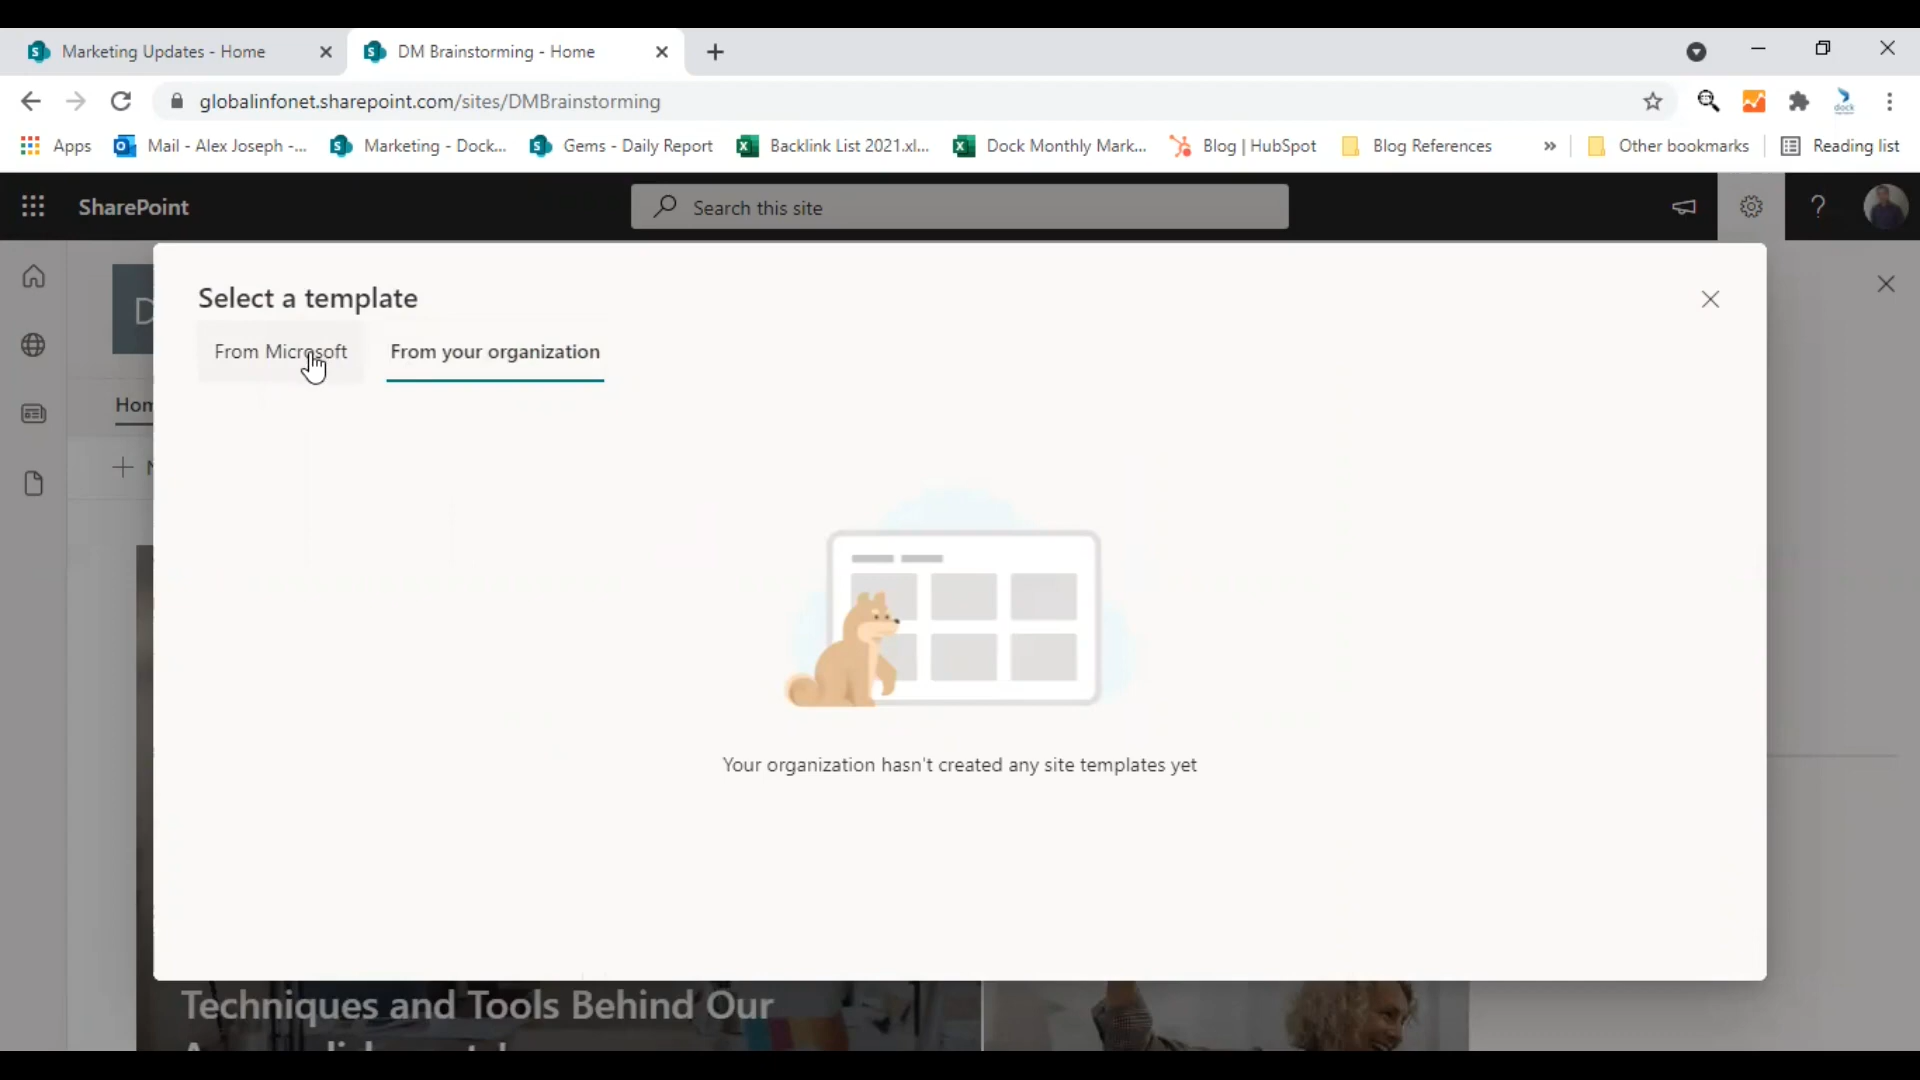 Marketing Updates - Home
DM Brainstorming - Home
globalinfonet.sharepoint.com/sites/DMBrainstorming
dock
Apps
Mail - Alex Joseph -...
Marketing - Dock...
Gems - Daily Report
Backlink List 2021.xl...
Dock Monthly Mark...
Blog | HubSpot
Blog References
»
Other bookmarks
Reading list
SharePoint
Search this site
?
D
Select a template
From Microsoft
From your organization
Hom
+ N
Your organization hasn't created any site templates yet
Techniques and Tools Behind Our